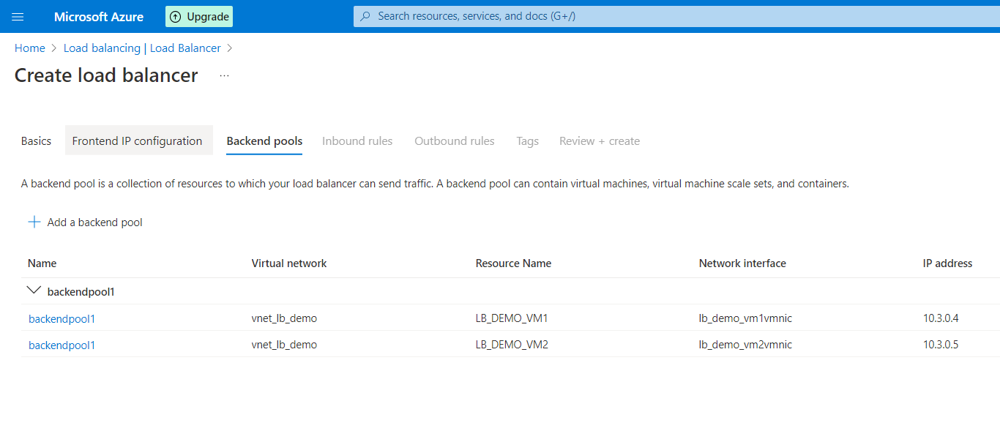 Microsoft Azure Upgrade Search resources, services, and docs (G+/)
Home > Load balancing | Load Balancer >
Create load balancer ...
Basics Frontend IP configuration Backend pools Inbound rules Outbound rules Tags Review + create
A backend pool is a collection of resources to which your load balancer can send traffic. A backend pool can contain virtual machines, virtual machine scale sets, and containers.
+ Add a backend pool
Name Virtual network Resource Name Network interface IP address
backendpool1
backendpool1 vnet_lb_demo LB_DEMO_VM1 lb_demo_vm1vmnic 10.3.0.4
backendpool1 vnet_lb_demo LB_DEMO_VM2 lb_demo_vm2vmnic 10.3.0.5